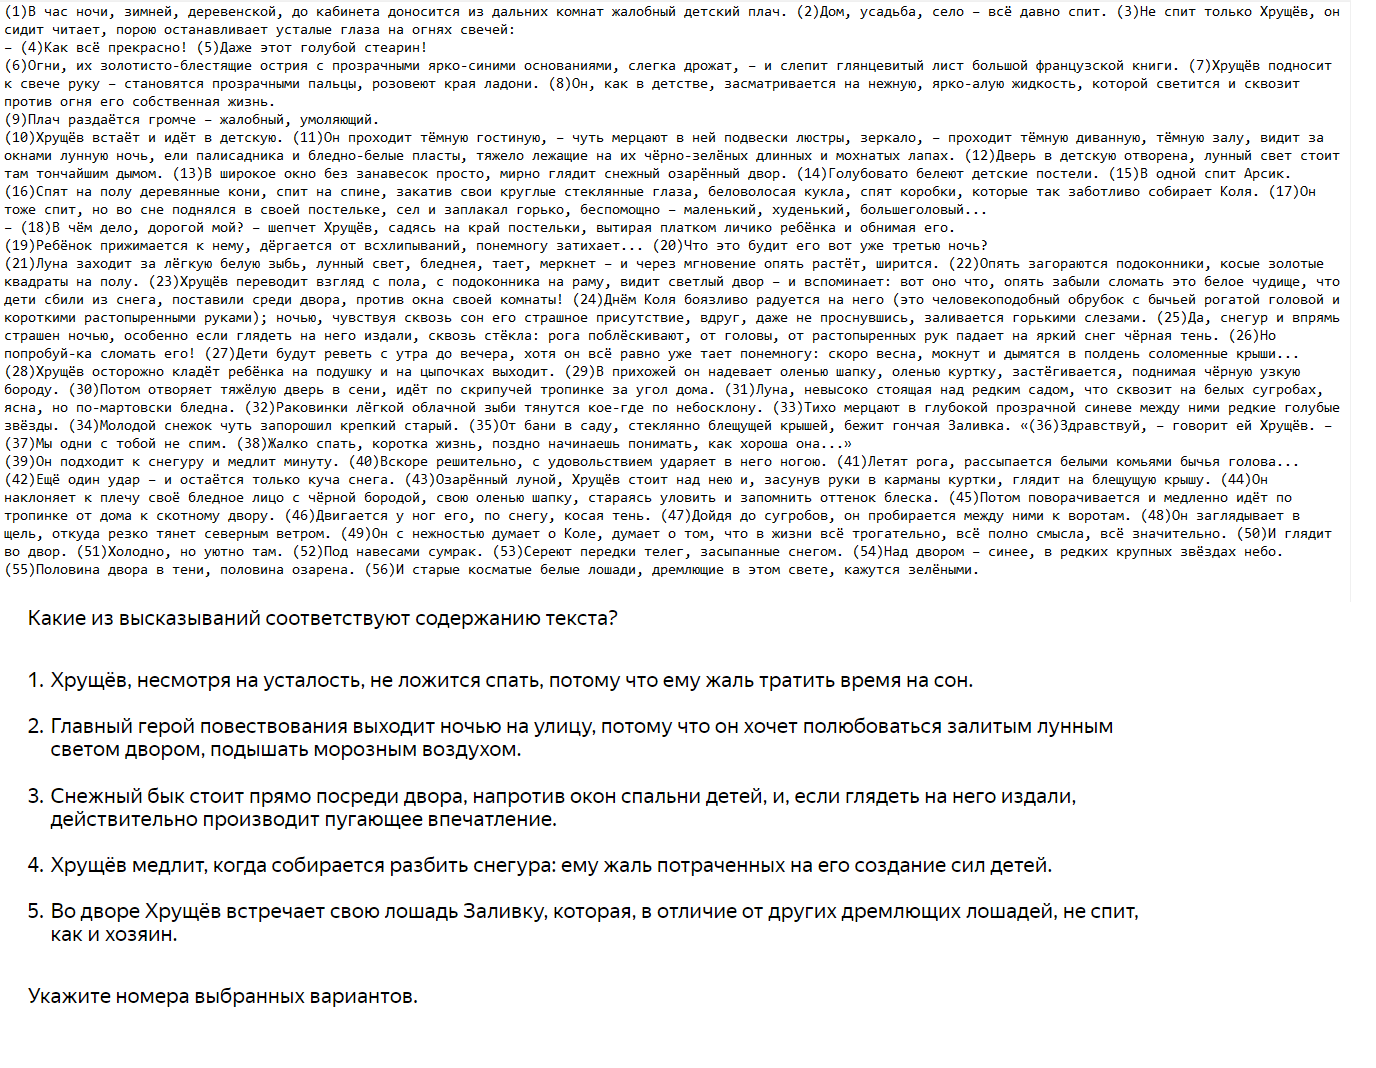 (1)В час ночи, зимней, деревенской, до кабинета доносится из дальних комнат жалобный детский плач. (2)Дом, усадьба, село – всё давно спит. (3)Не спит только Хрущёв, он
сидит читает, порою останавливает усталые глаза на огнях свечей:
– (4)Как всё прекрасно! (5)Даже этот голубой стеарин!
(6)Огни, их золотисто-блестящие острия с прозрачными ярко-синими основаниями, слегка дрожат, – и слепит глянцевитый лист большой французской книги. (7)Хрущёв подносит
к свече руку – становятся прозрачными пальцы, розовеют края ладони. (8)Он, как в детстве, засматривается на нежную, ярко-алую жидкость, которой светится и сквозит
против огня его собственная жизнь.
(9)Плач раздаётся громче – жалобный, умоляющий.
(10)Хрущёв встаёт и идёт в детскую. (11)Он проходит тёмную гостиную, – чуть мерцают в ней подвески люстры, зеркало, – проходит тёмную диванную, тёмную залу, видит за
окнами лунную ночь, ели палисадника и бледно-белые пласты, тяжело лежащие на их чёрно-зелёных длинных и мохнатых лапах. (12)Дверь в детскую отворена, лунный свет стоит
там тончайшим дымом. (13)В широкое окно без занавесок просто, мирно глядит снежный озарённый двор. (14)Голубовато белеют детские постели. (15)В одной спит Арсик.
(16)Спят на полу деревянные кони, спит на спине, закатив свои круглые стеклянные глаза, беловолосая кукла, спят коробки, которые так заботливо собирает Коля. (17)Он
тоже спит, но во сне поднялся в своей постельке, сел и заплакал горько, беспомощно – маленький, худенький, большеголовый...
– (18)В чём дело, дорогой мой? – шепчет Хрущёв, садясь на край постельки, вытирая платком личико ребёнка и обнимая его.
(19)Ребёнок прижимается к нему, дёргается от всхлипываний, понемногу затихает... (20)Что это будит его вот уже третью ночь?
(21)Луна заходит за лёгкую белую зыбь, лунный свет, бледнея, тает, меркнет – и через мгновение опять растёт, ширится. (22)Опять загораются подоконники, косые золотые
квадраты на полу. (23)Хрущёв переводит взгляд с пола, с подоконника на раму, видит светлый двор – и вспоминает: вот оно что, опять забыли сломать это белое чудище, что
дети сбили из снега, поставили среди двора, против окна своей комнаты! (24)Днём Коля боязливо радуется на него (это человекоподобный обрубок с бычьей рогатой головой и
короткими растопыренными руками); ночью, чувствуя сквозь сон его страшное присутствие, вдруг, даже не проснувшись, заливается горькими слезами. (25)Да, снегур и впрямь
страшен ночью, особенно если глядеть на него издали, сквозь стёкла: рога поблёскивают, от головы, от растопыренных рук падает на яркий снег чёрная тень. (26)Но
попробуй-ка сломать его! (27)Дети будут реветь с утра до вечера, хотя он всё равно уже тает понемногу: скоро весна, мокнут и дымятся в полдень соломенные крыши...
(28)Хрущёв осторожно кладёт ребёнка на подушку и на цыпочках выходит. (29)В прихожей он надевает оленью шапку, оленью куртку, застёгивается, поднимая чёрную узкую
бороду. (30)Потом отворяет тяжёлую дверь в сени, идёт по скрипучей тропинке за угол дома. (31)Луна, невысоко стоящая над редким садом, что сквозит на белых сугробах,
ясна, но по-мартовски бледна. (32)Раковинки лёгкой облачной зыби тянутся кое-где по небосклону. (33)Тихо мерцают в глубокой прозрачной синеве между ними редкие голубые
звёзды. (34)Молодой снежок чуть запорошил крепкий старый. (35)От бани в саду, стеклянно блещущей крышей, бежит гончая Заливка. «(36)Здравствуй, – говорит ей Хрущёв. –
(37)Мы одни с тобой не спим. (38)Жалко спать, коротка жизнь, поздно начинаешь понимать, как хороша она...»
(39)Он подходит к снегуру и медлит минуту. (40)Вскоре решительно, с удовольствием ударяет в него ногою. (41)Летят рога, рассыпается белыми комьями бычья голова...
(42)Ещё один удар – и остаётся только куча снега. (43)Озарённый луной, Хрущёв стоит над нею и, засунув руки в карманы куртки, глядит на блещущую крышу. (44)Он
наклоняет к плечу своё бледное лицо с чёрной бородой, свою оленью шапку, стараясь уловить и запомнить оттенок блеска. (45)Потом поворачивается и медленно идёт по
тропинке от дома к скотному двору. (46)Двигается у ног его, по снегу, косая тень. (47)Дойдя до сугробов, он пробирается между ними к воротам. (48)Он заглядывает в
щель, откуда резко тянет северным ветром. (49)Он с нежностью думает о Коле, думает о том, что в жизни всё трогательно, всё полно смысла, всё значительно. (50)И глядит
во двор. (51)Холодно, но уютно там. (52)Под навесами сумрак. (53)Сереют передки телег, засыпанные снегом. (54)Над двором – синее, в редких крупных звёздах небо.
(55)Половина двора в тени, половина озарена. (56)И старые косматые белые лошади, дремлющие в этом свете, кажутся зелёными.
Какие из высказываний соответствуют содержанию текста?
1. Хрущёв, несмотря на усталость, не ложится спать, потому что ему жаль тратить время на сон.
2. Главный герой повествования выходит ночью на улицу, потому что он хочет полюбоваться залитым лунным
светом двором, подышать морозным воздухом.
3. Снежный бык стоит прямо посреди двора, напротив окон спальни детей, и, если глядеть на него издали,
действительно производит пугающее впечатление.
4. Хрущёв медлит, когда собирается разбить снегура: ему жаль потраченных на его создание сил детей.
5. Во дворе Хрущёв встречает свою лошадь Заливку, которая, в отличие от других дремлющих лошадей, не спит,
как и хозяин.
Укажите номера выбранных вариантов.